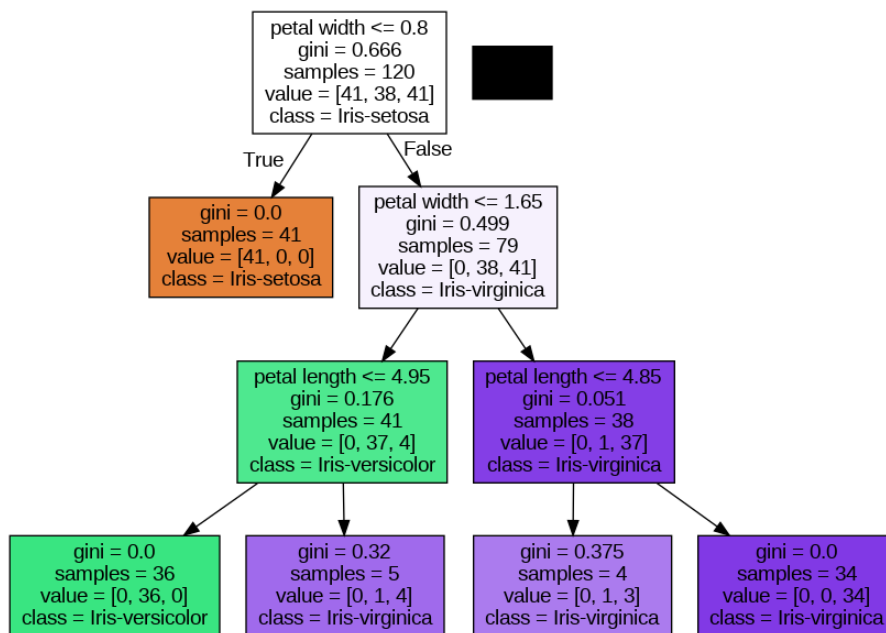 petal width <= 0.8
gini = 0.666
samples = 120
value = [41, 38, 41]
class = Iris-setosa
True
False
gini = 0.0
samples = 41
value = [41, 0, 0]
class = Iris-setosa
petal width <= 1.65
gini = 0.499
samples = 79
value = [0, 38, 41]
class = Iris-virginica
petal length <= 4.95
gini = 0.176
samples = 41
value = [0, 37, 4]
class = Iris-versicolor
petal length <= 4.85
gini = 0.051
samples = 38
value = [0, 1, 37]
class = Iris-virginica
gini = 0.0
samples = 36
value = [0, 36, 0]
class = Iris-versicolor
gini = 0.32
samples = 5
value = [0, 1, 4]
class = Iris-virginica
gini = 0.375
samples = 4
value = [0, 1, 3]
class = Iris-virginica
gini = 0.0
samples = 34
value = [0, 0, 34]
class = Iris-virginica